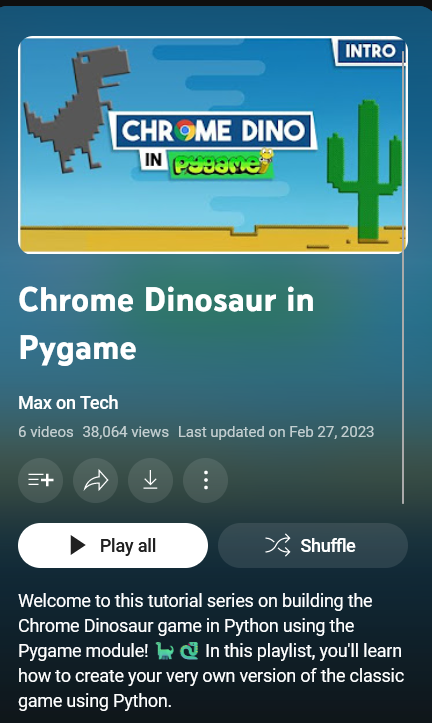 INTRO
CHROME DINO
IN pygame
Chrome Dinosaur in
Pygame
Max on Tech
6 videos 38,064 views Last updated on Feb 27, 2023
Play all
Shuffle
Welcome to this tutorial series on building the
Chrome Dinosaur game in Python using the
Pygame module! 🦕 🐉 In this playlist, you'll learn
how to create your very own version of the classic
game using Python.